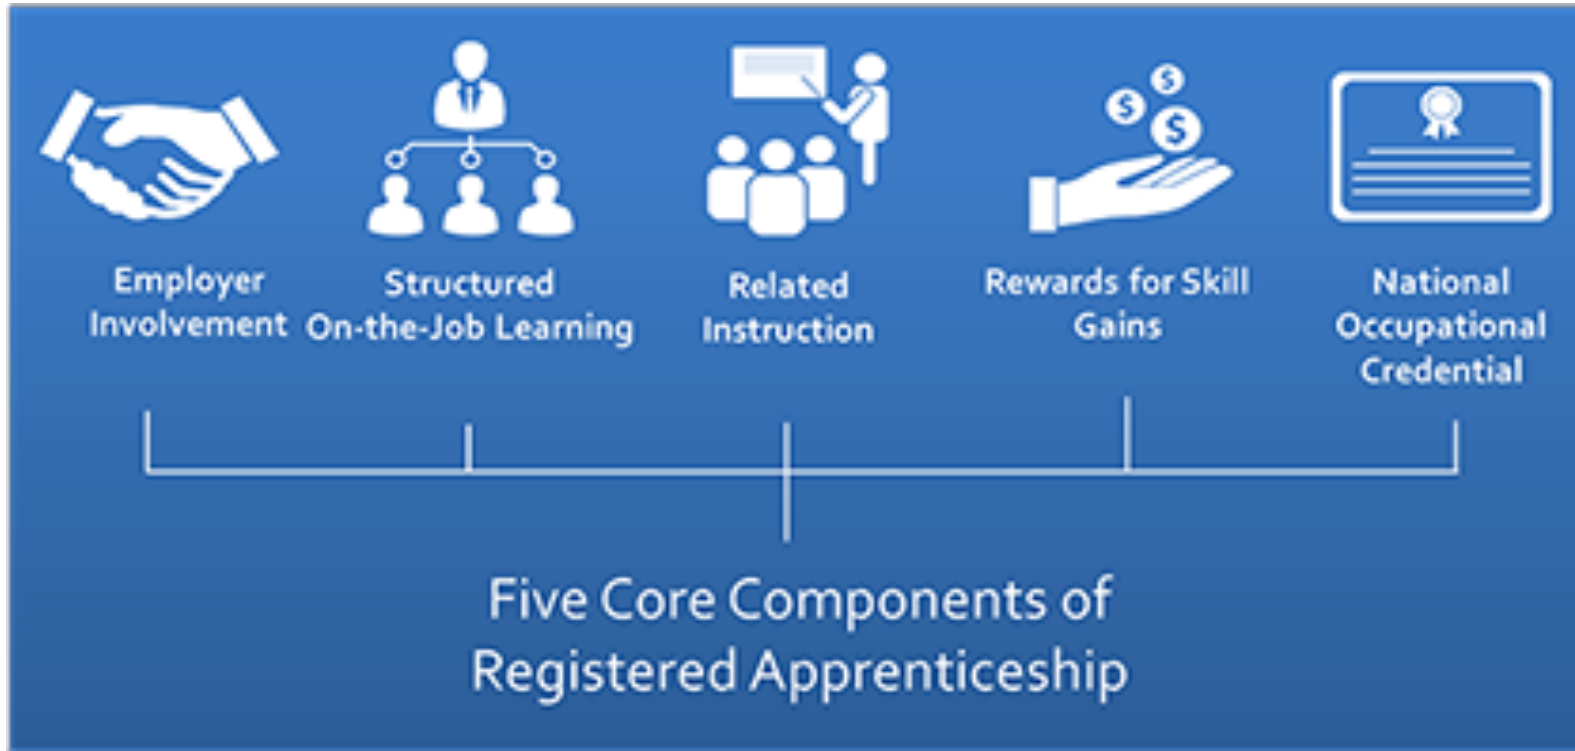 Employer
Involvement
Structured
On-the-Job Learning
Related
Instruction
Rewards for Skill
Gains
National
Occupational
Credential
$
$
$
Five Core Components of
Registered Apprenticeship